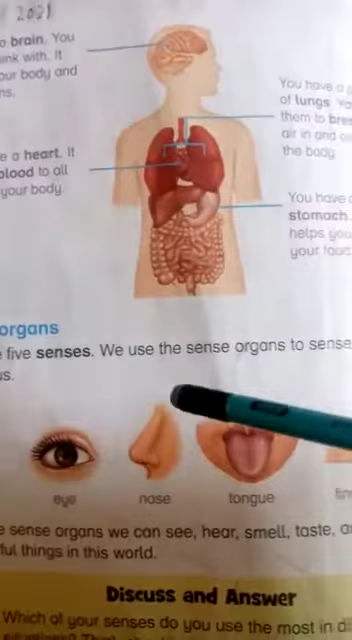 2021
brain. You
nk with. It
our body and
ns.
You have a
of lungs. You
them to
air in and
the body
e a heart. It
blood to all
your body.
You have
stomach.
helps you
your food
organs
five senses. We use the sense organs to sense
us.
eye
nose
tongue
e sense organs we can see, hear, smell, taste,
ful things in this world.
Discuss and Answer
Which of your senses do you use the most in